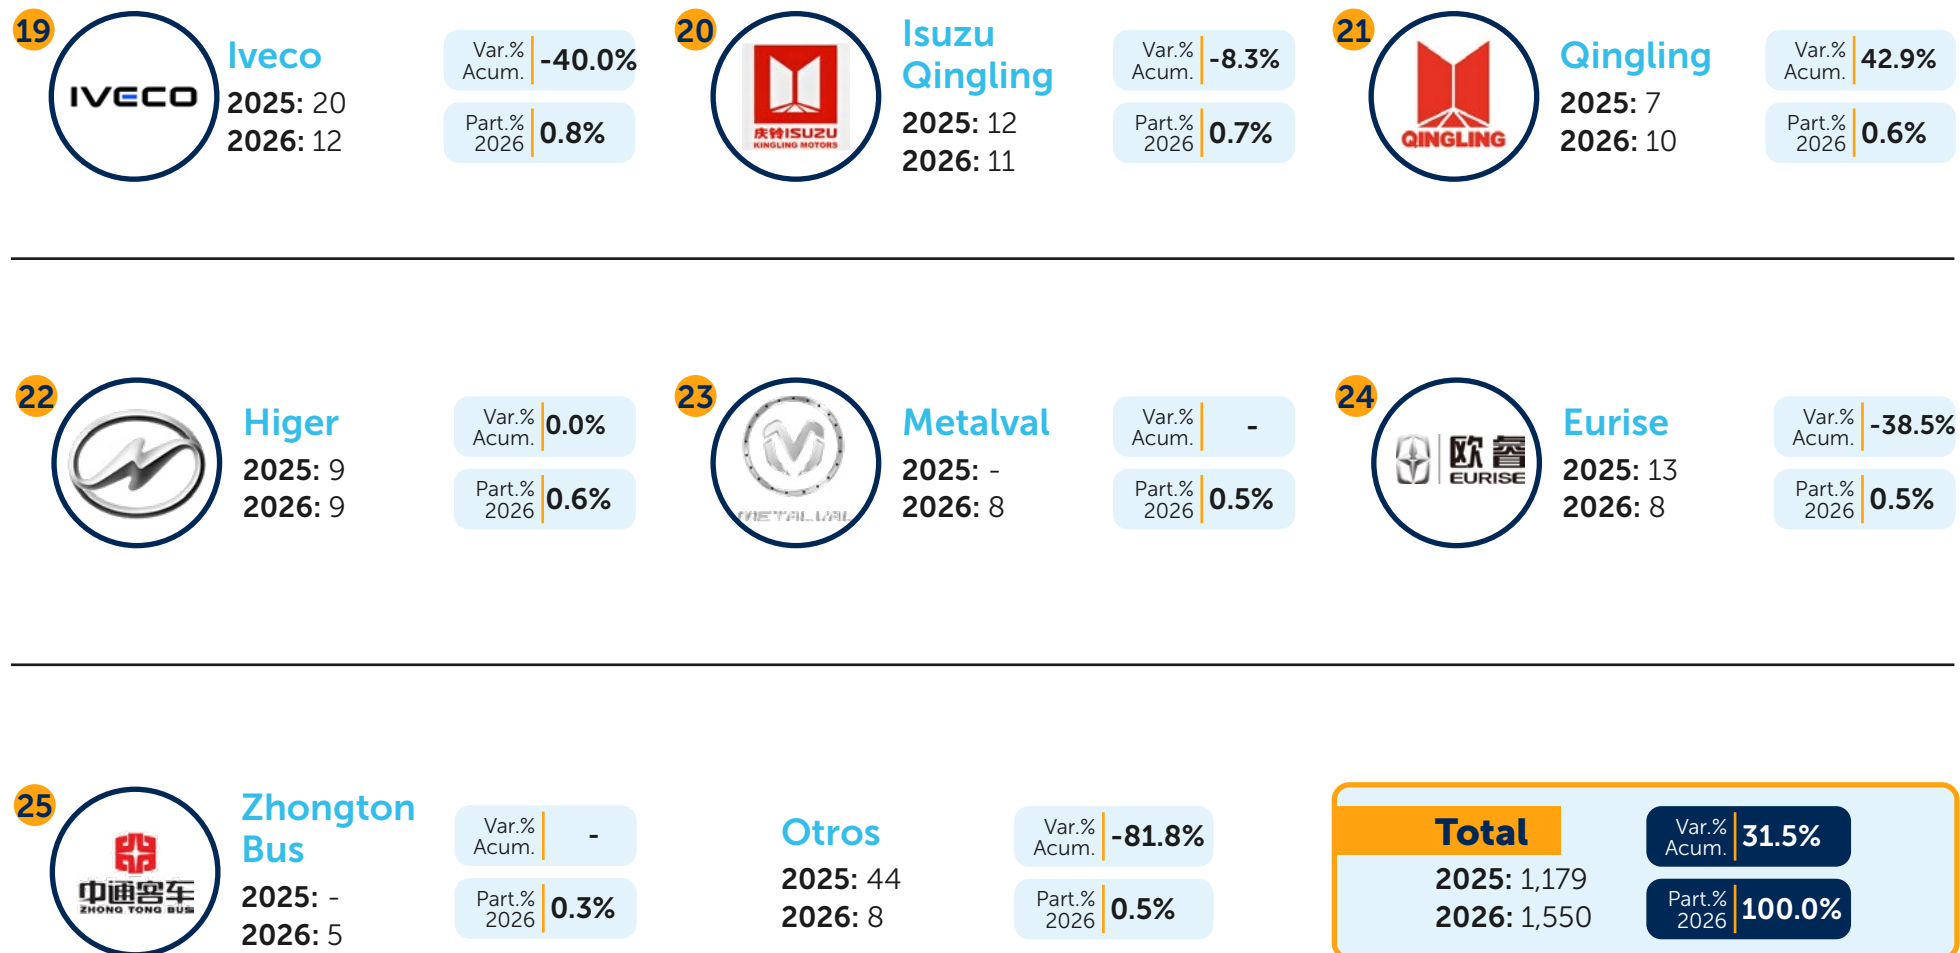 19
IVECO
Iveco
2025: 20
2026: 12
Var.%
Acum.
-40.0%
Part.%
2026
0.8%
20
庆铃ISUZU
KINGLING MOTORS
Isuzu
Qingling
2025: 12
2026: 11
Var.%
Acum.
-8.3%
Part.%
2026
0.7%
21
QINGLING
Qingling
2025: 7
2026: 10
Var.%
Acum.
42.9%
Part.%
2026
0.6%
22
Higer
2025: 9
2026: 9
Var.%
Acum.
0.0%
Part.%
2026
0.6%
23
METALVAL
Metalval
2025: -
2026: 8
Var.%
Acum.
-
Part.%
2026
0.5%
24
欧睿
EURISE
Eurise
2025: 13
2026: 8
Var.%
Acum.
-38.5%
Part.%
2026
0.5%
25
中通客车
ZHONG TONG BUS
Zhongton
Bus
2025: -
2026: 5
Var.%
Acum.
-
Part.%
2026
0.3%
Otros
2025: 44
2026: 8
Var.%
Acum.
-81.8%
Part.%
2026
0.5%
Total
2025: 1,179
2026: 1,550
Var.%
Acum.
31.5%
Part.%
2026
100.0%